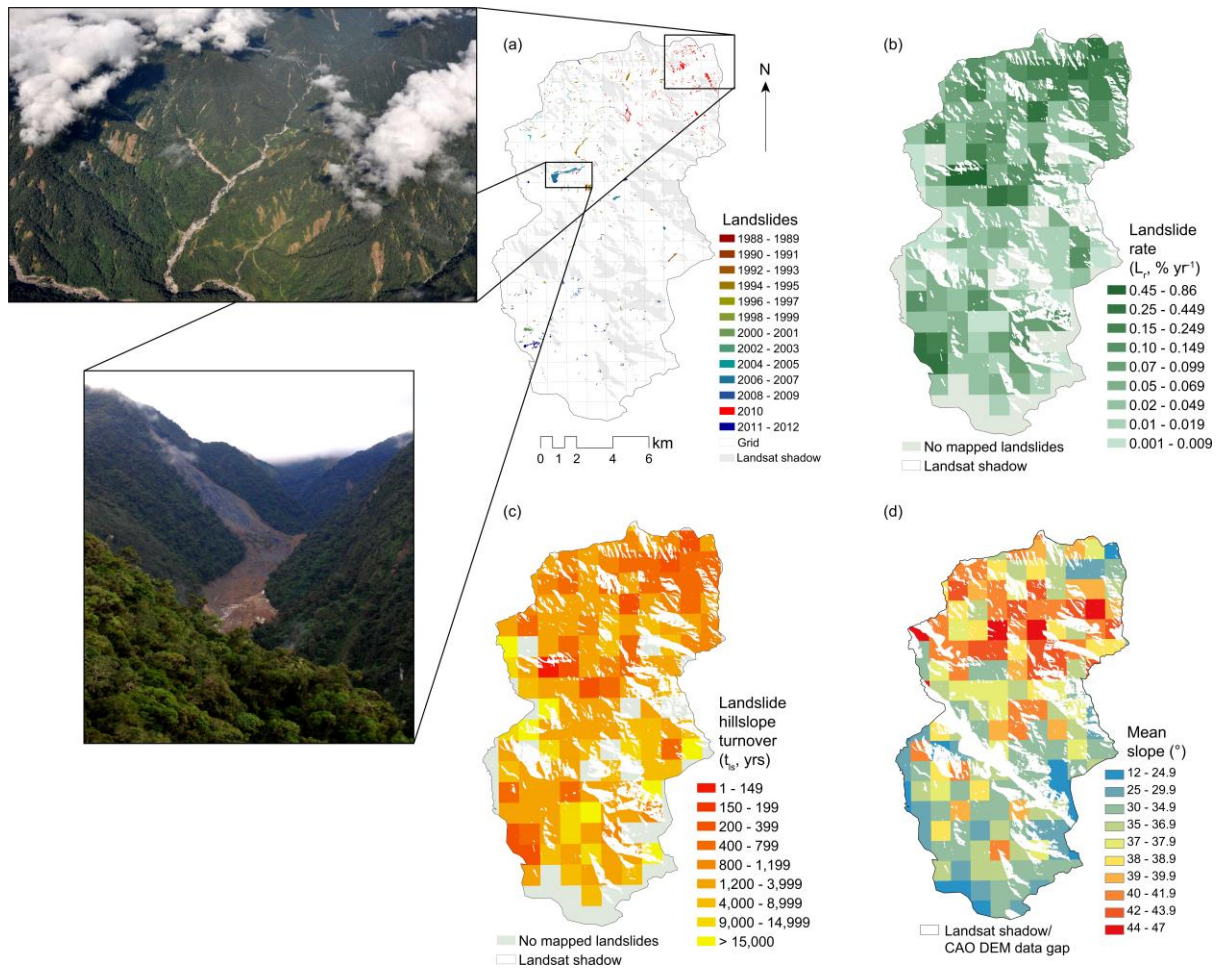 (a)
N
Landslides
1988 - 1989
1990 - 1991
1992 - 1993
1994 - 1995
1996 - 1997
1998 - 1999
2000 - 2001
2002 - 2003
2004 - 2005
2006 - 2007
2008 - 2009
2010
2011 - 2012
Grid
Landsat shadow
km
0 1 2 4 6
(b)
Landslide
rate
(Lr, % yr-1)
0.45 - 0.86
0.25 - 0.449
0.15 - 0.249
0.10 - 0.149
0.07 - 0.099
0.05 - 0.069
0.02 - 0.049
0.01 - 0.019
0.001 - 0.009
No mapped landslides
Landsat shadow
(c)
Landslide
hillslope
turnover
(tls, yrs)
1 - 149
150 - 199
200 - 399
400 - 799
800 - 1,199
1,200 - 3,999
4,000 - 8,999
9,000 - 14,999
> 15,000
No mapped landslides
Landsat shadow
(d)
Mean
slope (°)
12 - 24.9
25 - 29.9
30 - 34.9
35 - 36.9
37 - 37.9
38 - 38.9
39 - 39.9
40 - 41.9
42 - 43.9
44 - 47
Landsat shadow/
CAO DEM data gap